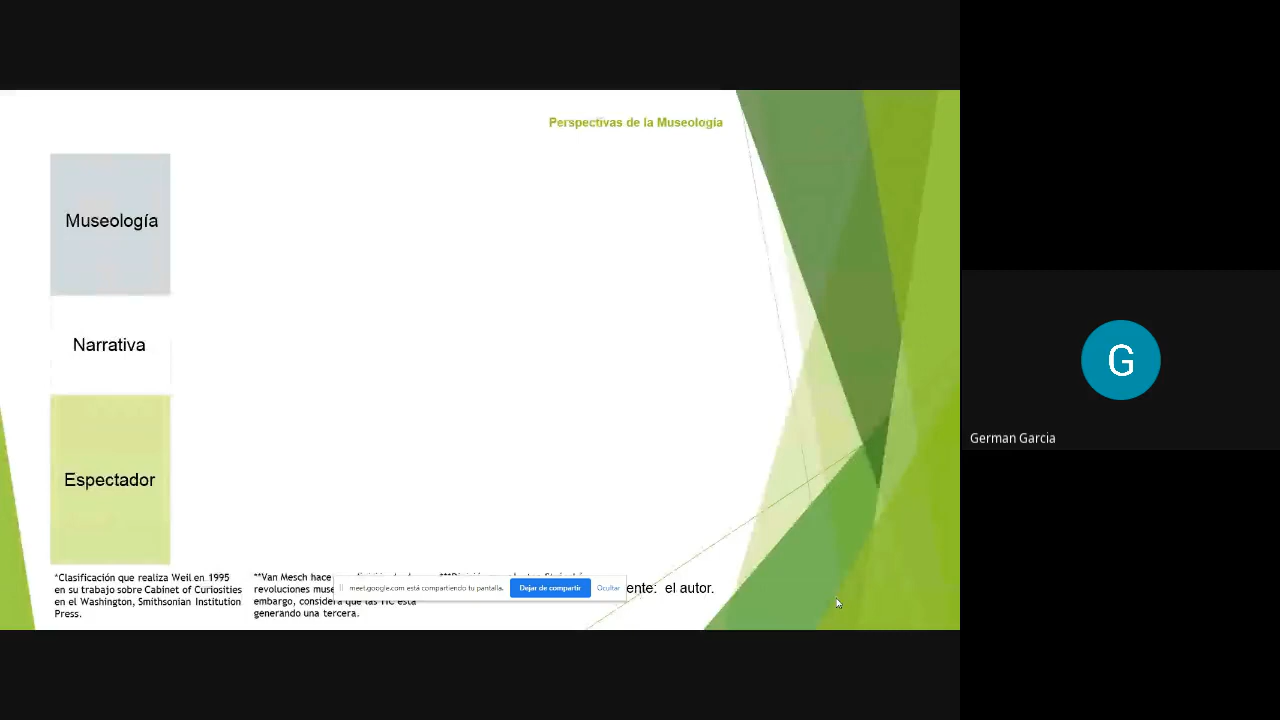 Perspectivas de la Museología
Museología
Narrativa
Espectador
*Clasificación que realiza Weil en 1995
en su trabajo sobre Cabinet of Curiosities
en el Washington, Smithsonian Institution
Press.
**Van Mesch hace
revoluciones muse
embargo, considera que las TIC está
generando una tercera.
meet.google.com está compartiendo tu pantalla.
Dejar de compartir
Ocultar
ente: el autor.
G
German Garcia